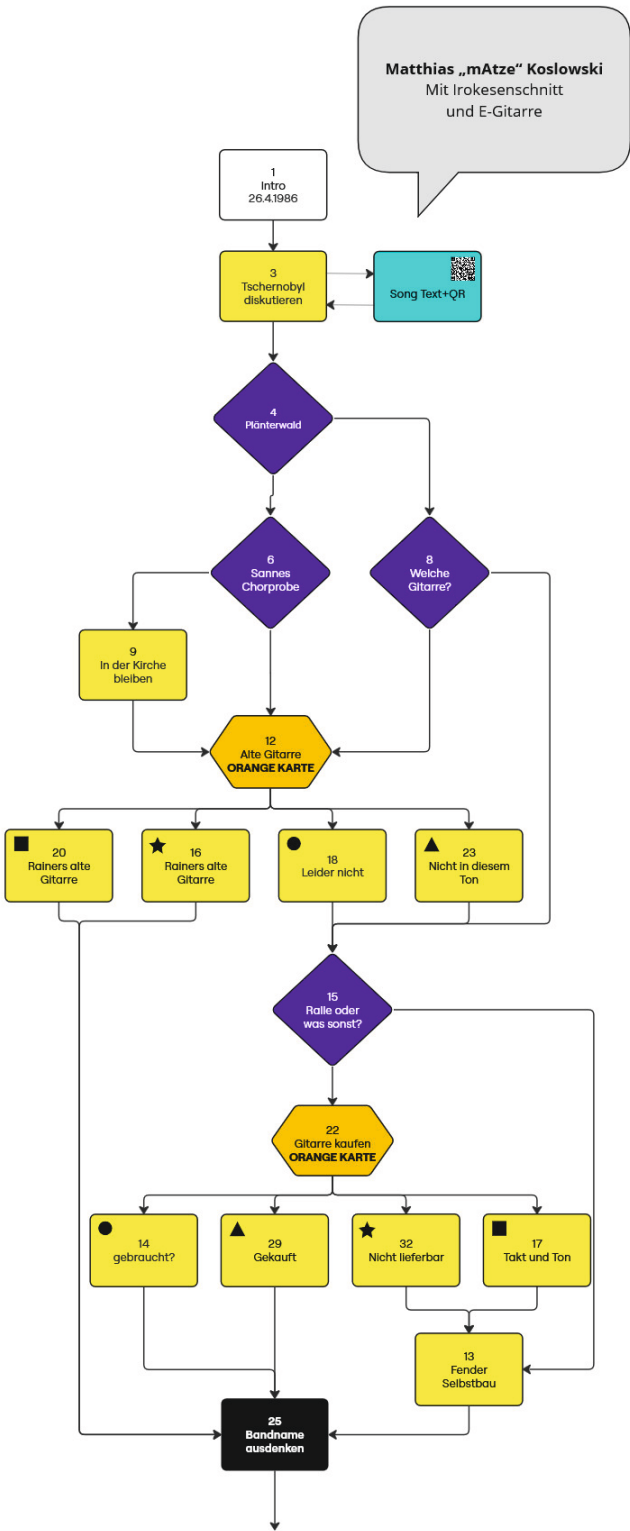 Matthias „mAtze“ Koslowski
Mit Irokesenschnitt
und E-Gitarre
1
Intro
26.4.1986
3
Tschernobyl
diskutieren
Song Text+QR
4
Plänterwald
6
Sannes
Chorprobe
8
Welche
Gitarre?
9
In der Kirche
bleiben
12
Alte Gitarre
ORANGE KARTE
20
Rainers alte
Gitarre
16
Rainers alte
Gitarre
18
Leider nicht
23
Nicht in diesem
Ton
15
Ralle oder
was sonst?
22
Gitarre kaufen
ORANGE KARTE
14
gebraucht?
29
Gekauft
32
Nicht lieferbar
17
Takt und Ton
13
Fender
Selbstbau
25
Bandname
ausdenken